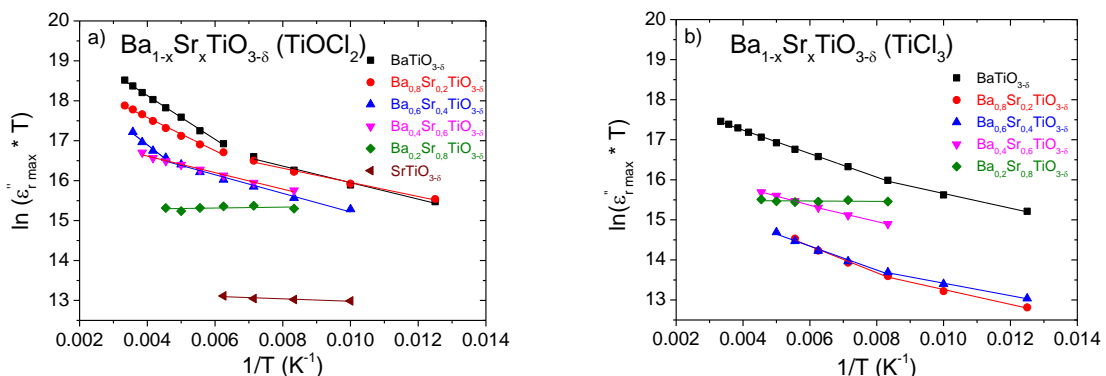 a) Ba₁₋ₓSrₓTiO₃₋δ (TiOCl₂)
BaTiO₃₋δ
Ba₀,₈Sr₀,₂TiO₃₋δ
Ba₀,₆Sr₀,₄TiO₃₋δ
Ba₀,₄Sr₀,₆TiO₃₋δ
Ba₀,₂Sr₀,₈TiO₃₋δ
SrTiO₃₋δ
ln (ε''r max * T)
20
19
18
17
16
15
14
13
0.002 0.004 0.006 0.008 0.010 0.012 0.014
1/T (K⁻¹)
b) Ba₁₋ₓSrₓTiO₃₋δ (TiCl₃)
BaTiO₃₋δ
Ba₀,₈Sr₀,₂TiO₃₋δ
Ba₀,₆Sr₀,₄TiO₃₋δ
Ba₀,₄Sr₀,₆TiO₃₋δ
Ba₀,₂Sr₀,₈TiO₃₋δ
ln(ε''r max * T)
20
19
18
17
16
15
14
13
0.002 0.004 0.006 0.008 0.010 0.012 0.014
1/T (K⁻¹)